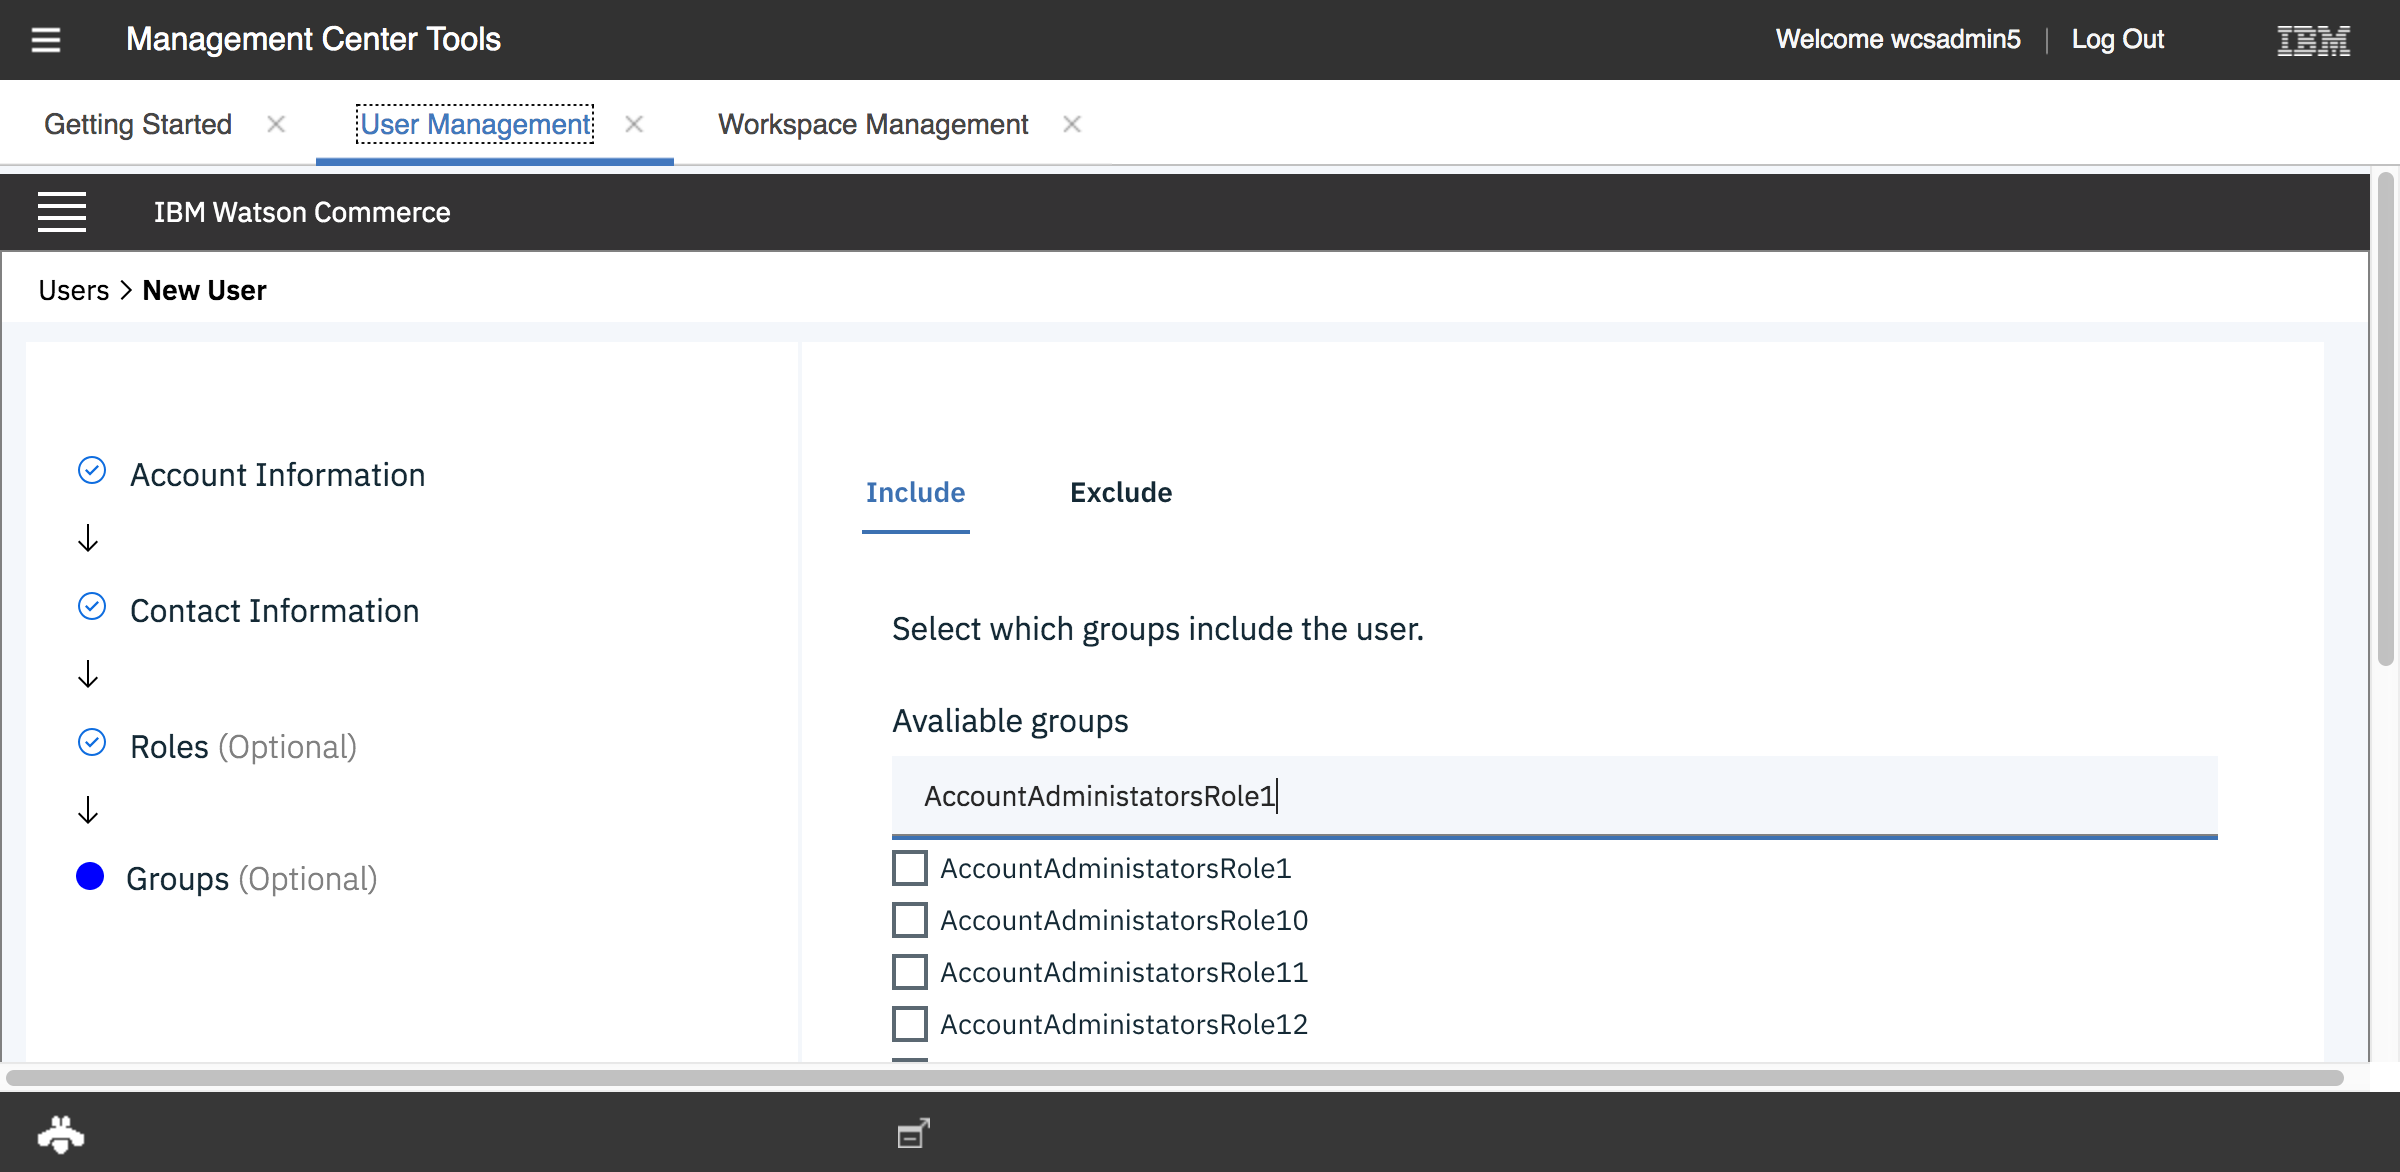 Management Center Tools
Welcome wcsadmin5 | Log Out
IBM
Getting Started
User Management
Workspace Management
IBM Watson Commerce
Users > New User
Account Information
Contact Information
Roles (Optional)
Groups (Optional)
Include
Exclude
Select which groups include the user.
Avaliable groups
AccountAdministatorsRole1
AccountAdministatorsRole1
AccountAdministatorsRole10
AccountAdministatorsRole11
AccountAdministatorsRole12